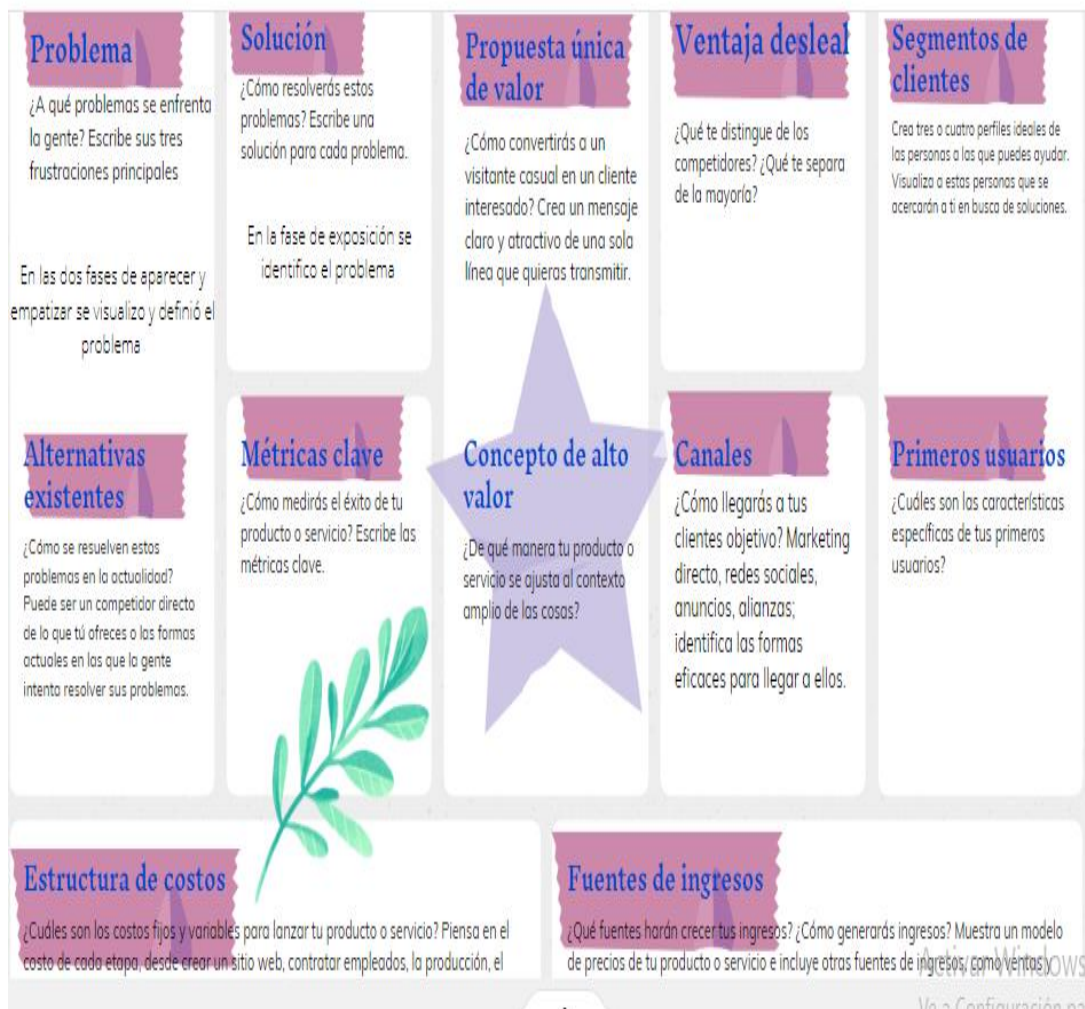 Problema
¿A qué problemas se enfrenta
la gente? Escribe sus tres
frustraciones principales
En las dos fases de aparecer y
empatizar se visualizo y definió el
problema
Solución
¿Cómo resolverás estos
problemas? Escribe una
solución para cada problema.
En la fase de exposición se
identifica el problema
Propuesta única
de valor
¿Cómo convertirás a un
visitante casual en un cliente
interesado? Crea un mensaje
claro y atractivo de una sola
línea que quieras transmitir.
Ventaja desleal
¿Qué te distingue de los
competidores? ¿Qué te separa
de la mayoría?
Segmentos de
clientes
Crea tres o cuatro perfiles ideales de
las personas a las que puedes ayudar.
Visualiza a estas personas que se
acercarán a ti en busca de soluciones.
Alternativas
existentes
¿Cómo se resuelven estos
problemas en la actualidad?
Puede ser un competidor directo
de lo que tú ofreces o las formas
actuales en las que la gente
intenta resolver sus problemas.
Métricas clave
¿Cómo medirás el éxito de tu
producto o servicio? Escribe las
métricas clave.
Concepto de alto
valor
¿De qué manera tu producto o
servicio se ajusta al contexto
amplio de las cosas?
Canales
¿Cómo llegarás a tus
clientes objetivo? Marketing
directo, redes sociales,
anuncios, alianzas;
identifica las formas
eficaces para llegar a ellos.
Primeros usuarios
¿Cuáles son las características
específicas de tus primeros
usuarios?
Estructura de costos
¿Cuáles son los costos fijos y variables para lanzar tu producto o servicio? Piensa en el
costo de cada etapa, desde crear un sitio web, contratar empleados, la producción, el
Fuentes de ingresos
¿Qué fuentes harán crecer tus ingresos? ¿Cómo generarás ingresos? Muestra un modelo
de precios de tu producto o servicio e incluye otras fuentes de ingresos, como ventas y
Activar Windows
Ve a Configuración pa